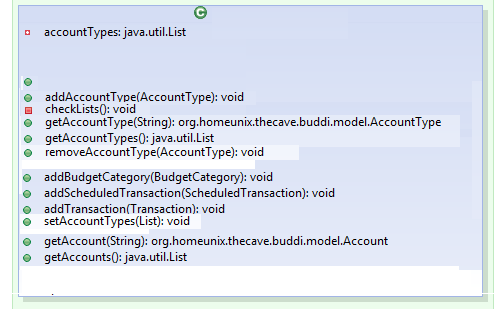 C
accountTypes: java.util.List
addAccountType(AccountType): void
checkLists(): void
getAccountType(String): org.homeunix.thecave.buddi.model.AccountType
getAccountTypes(): java.util.List
removeAccountType(AccountType): void
addBudgetCategory(BudgetCategory): void
addScheduledTransaction(ScheduledTransaction): void
addTransaction(Transaction): void
setAccountTypes(List): void
getAccount(String): org.homeunix.thecave.buddi.model.Account
getAccounts(): java.util.List